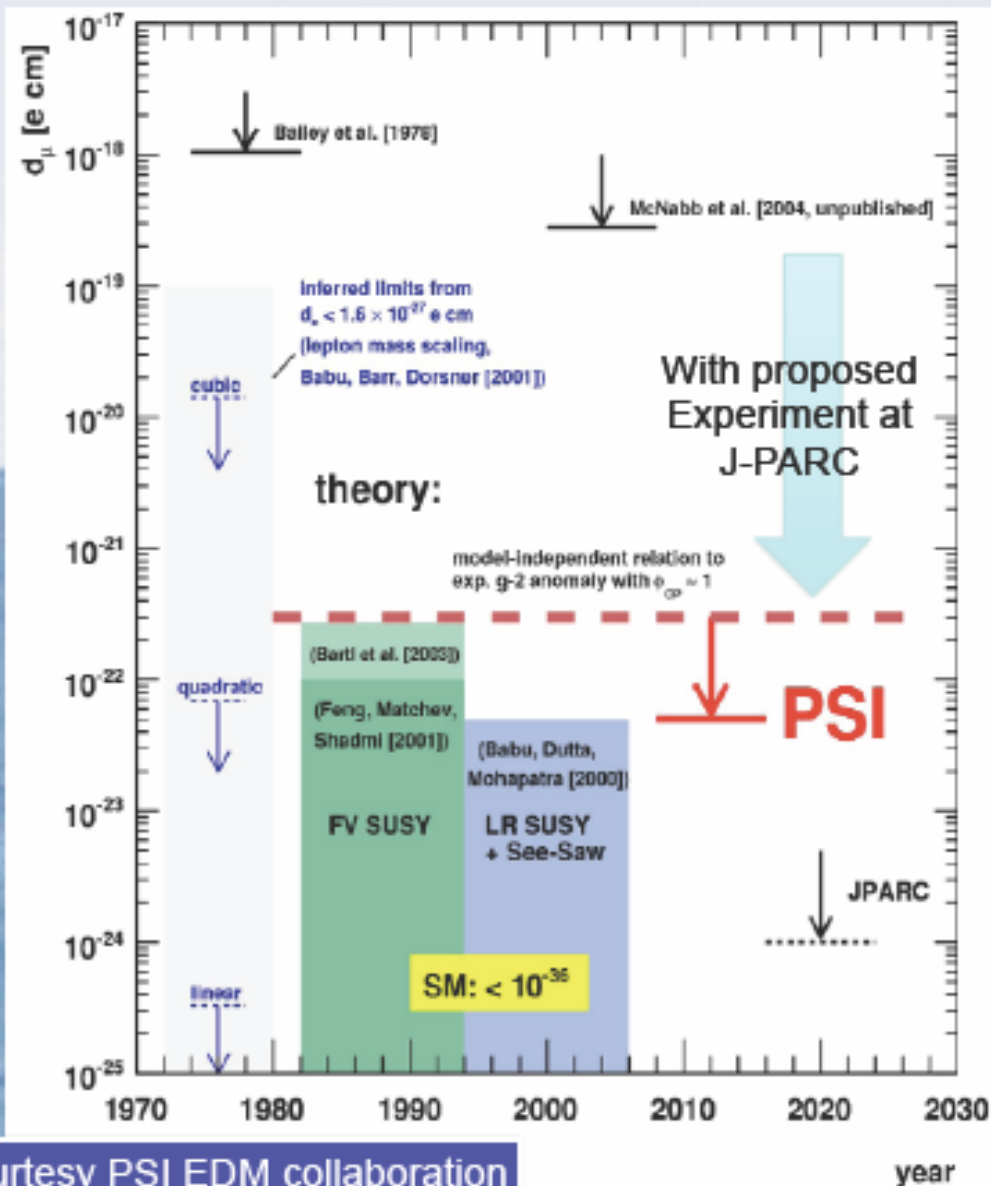 10⁻¹⁷
dμ [e cm]
Bailey et al. [1978]
10⁻¹⁸
McNabb et al. [2004, unpublished]
10⁻¹⁹
inferred limits from
dₑ < 1.6 × 10⁻²⁷ e cm
(lepton mass scaling,
Babu, Barr, Dorsner [2001])
cubic
10⁻²⁰
With proposed
Experiment at
J-PARC
theory:
10⁻²¹
model-independent relation to
exp. g-2 anomaly with ϕ_CP ≈ 1
(Bartl et al. [2003])
10⁻²²
quadratic
(Feng, Matchev,
Shadmi [2001])
PSI
(Babu, Dutta,
Mohapatra [2000])
10⁻²³
FV SUSY
LR SUSY
+ See-Saw
JPARC
10⁻²⁴
SM: < 10⁻³⁶
linear
10⁻²⁵
1970 1980 1990 2000 2010 2020 2030
year
urtesy PSI EDM collaboration